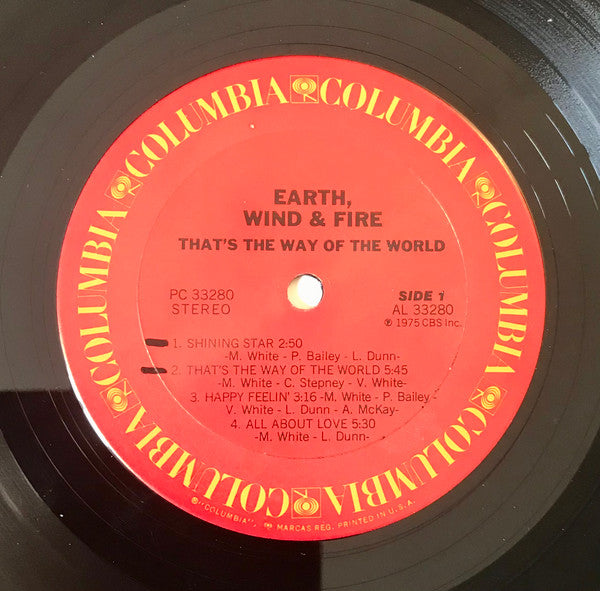 COLUMBIA COLUMBIA COLUMBIA COLUMBIA COLUMBIA COLUMBIA COLUMBIA
EARTH,
WIND & FIRE
THAT'S THE WAY OF THE WORLD
PC 33280
STEREO
SIDE 1
AL 33280
℗ 1975 CBS Inc.
1. SHINING STAR 2:50
-M. White - P. Bailey - L. Dunn-
2. THAT'S THE WAY OF THE WORLD 5:45
-M. White - C. Stepney - V. White-
3. HAPPY FEELIN' 3:16 -M. White - P. Bailey -
V. White - L. Dunn - A. McKay-
4. ALL ABOUT LOVE 5:30
-M. White - L. Dunn-
® "COLUMBIA", MARCAS REG. PRINTED IN U.S.A.